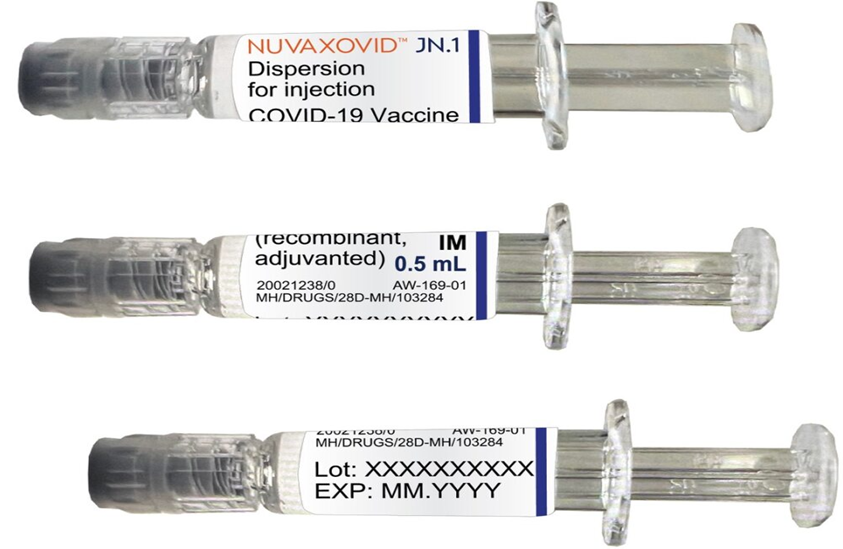 NUVAXOVID™ JN.1
Dispersion
for injection
COVID-19 Vaccine
(recombinant, IM
adjuvanted) 0.5 mL
20021238/0 AW-169-01
MH/DRUGS/28D-MH/103284
20021238/0 AW-169-01
MH/DRUGS/28D-MH/103284
Lot: XXXXXXXXXX
EXP: MM.YYYY